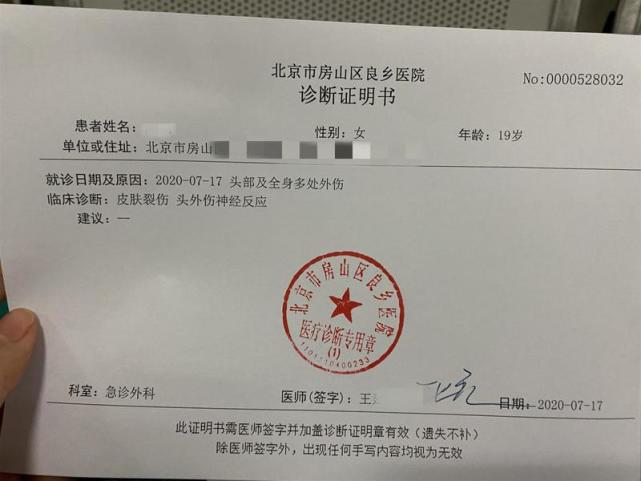 北京市房山区良乡医院
No:0000528032
诊断证明书
患者姓名: 性别: 女 年龄: 19岁
单位或住址: 北京市房山
就诊日期及原因: 2020-07-17 头部及全身多处外伤
临床诊断: 皮肤裂伤 头外伤神经反应
建议: 一
北京市房山区良乡医院
医疗诊断专用章
(1)
1101110400233
科室: 急诊外科 医师(签字): 王 日期: 2020-07-17
此证明书需医师签字并加盖诊断证明章有效（遗失不补）
除医师签字外，出现任何手写内容均视为无效